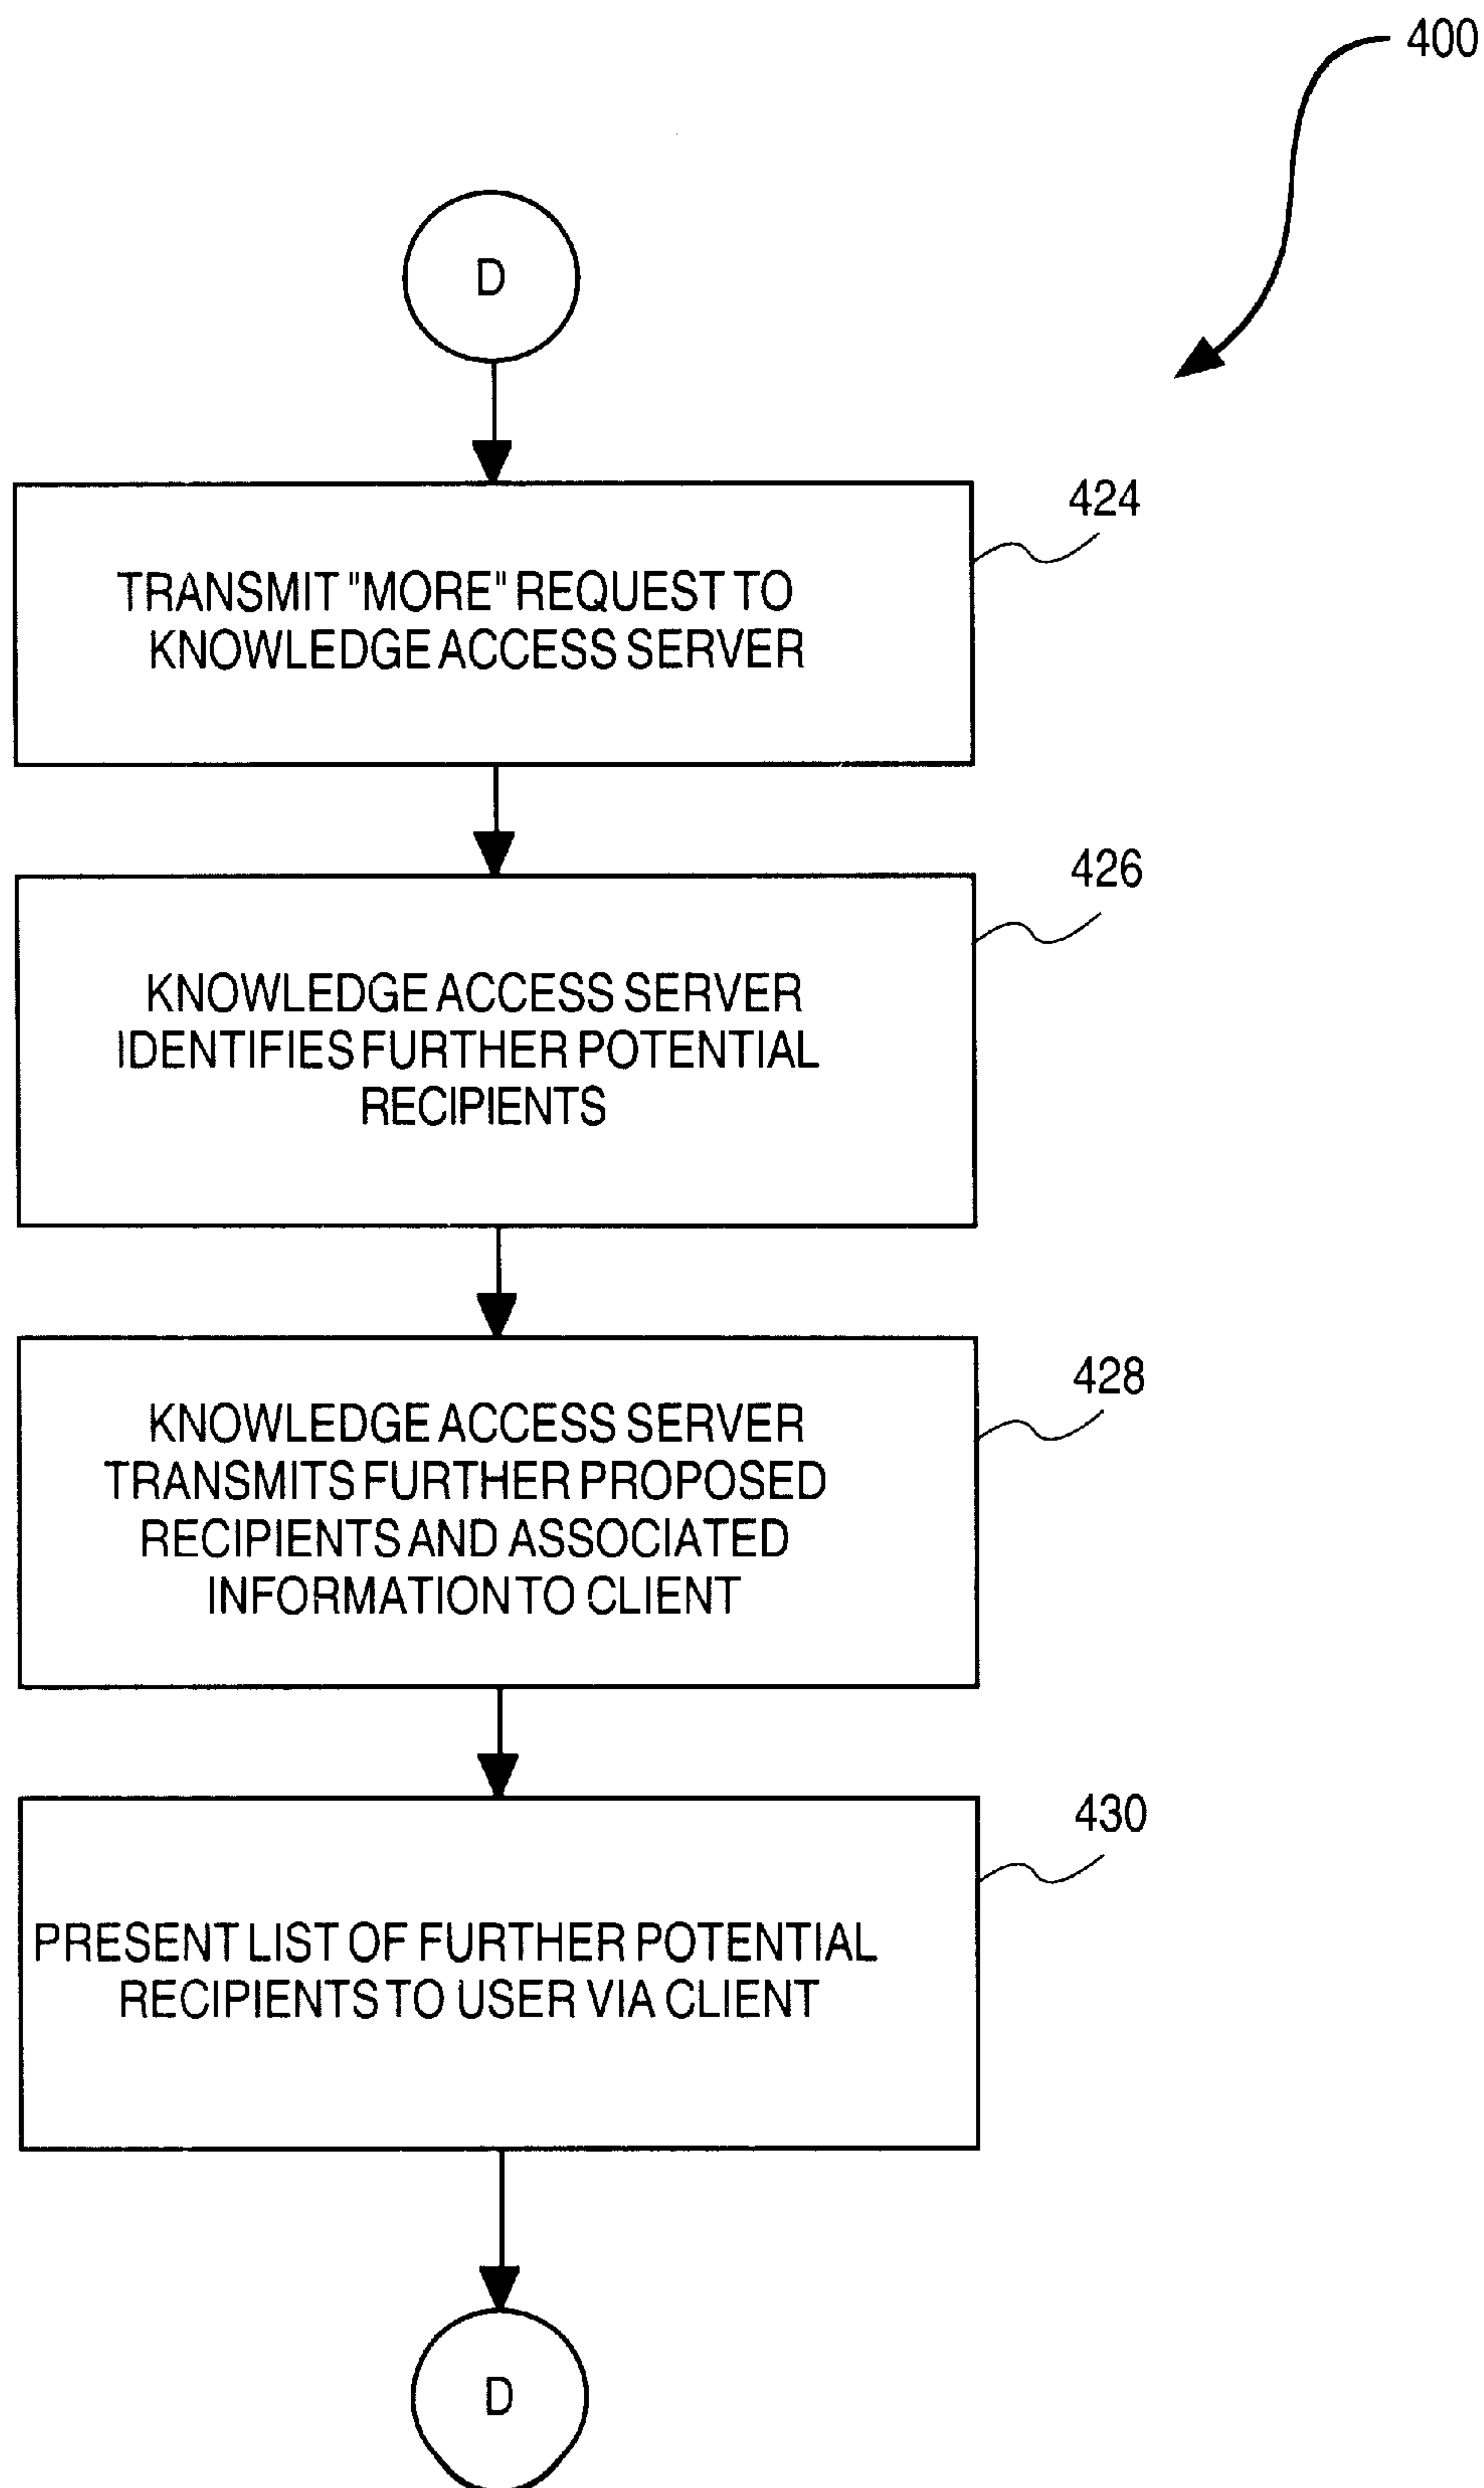 400
D
424
TRANSMIT "MORE" REQUEST TO
KNOWLEDGE ACCESS SERVER
426
KNOWLEDGE ACCESS SERVER
IDENTIFIES FURTHER POTENTIAL
RECIPIENTS
428
KNOWLEDGE ACCESS SERVER
TRANSMITS FURTHER PROPOSED
RECIPIENTS AND ASSOCIATED
INFORMATION TO CLIENT
430
PRESENT LIST OF FURTHER POTENTIAL
RECIPIENTS TO USER VIA CLIENT
D